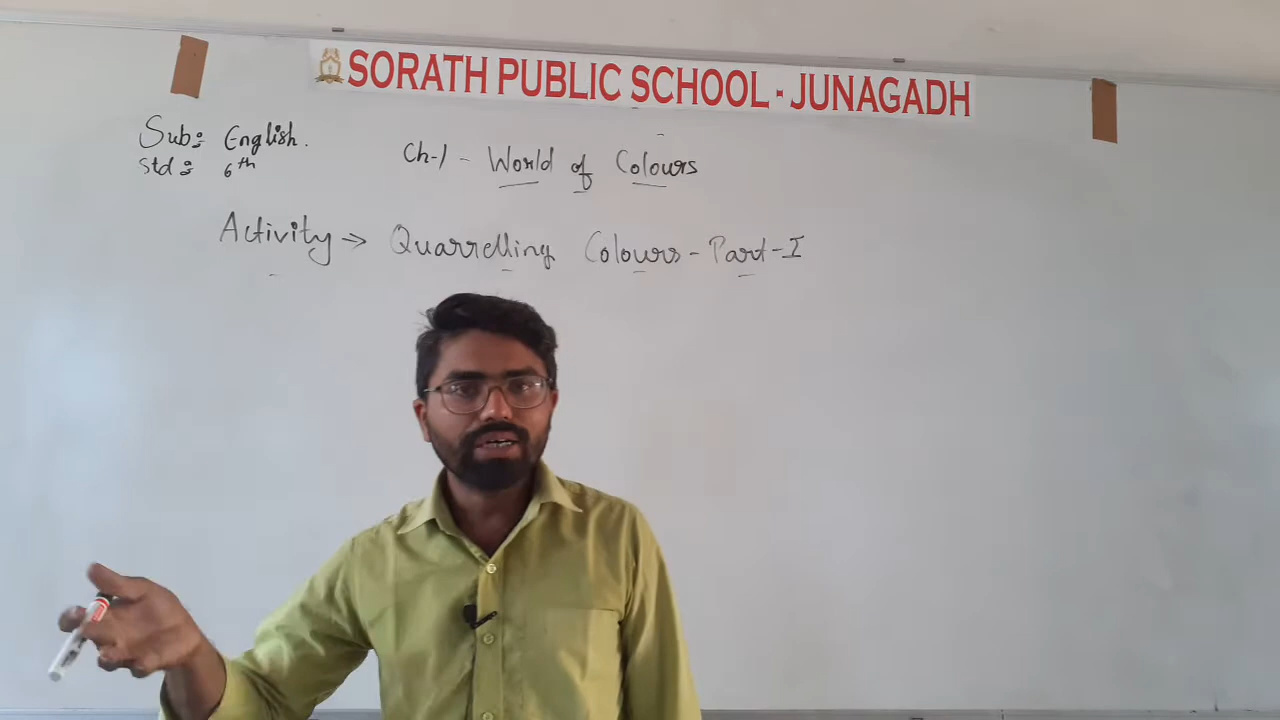 SORATH PUBLIC SCHOOL - JUNAGADH
Sub: English.
Std: 6th
Ch-1 - World of Colours
Activity → Quarrelling Colours - Part-I